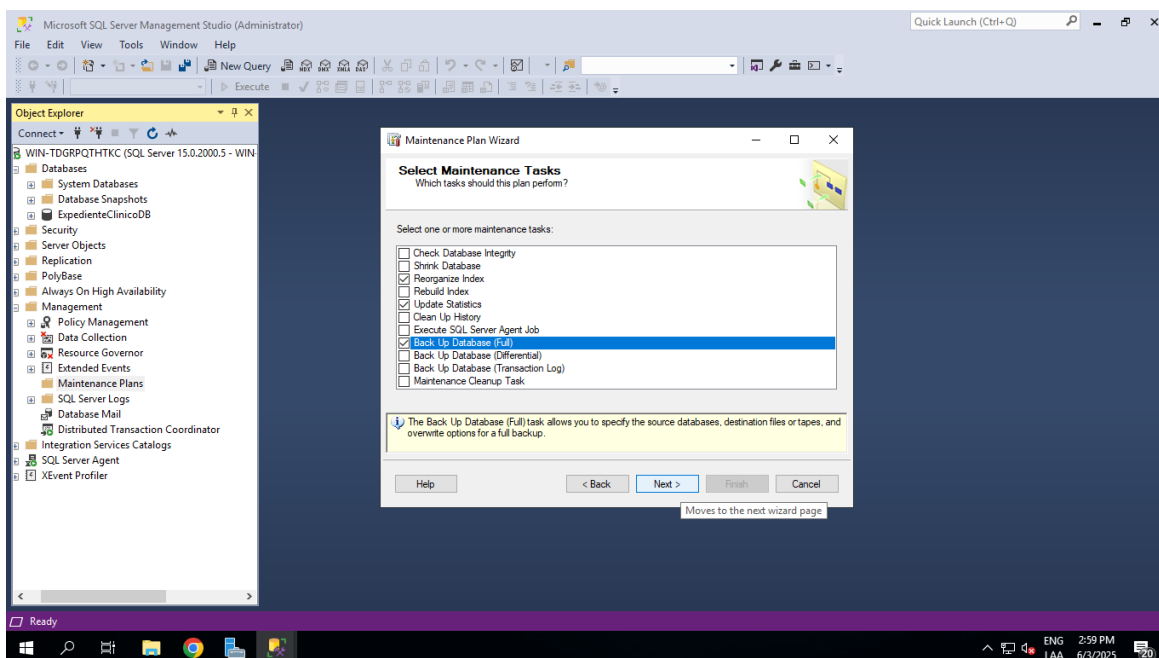 Microsoft SQL Server Management Studio (Administrator)
Quick Launch (Ctrl+Q)
File Edit View Tools Window Help
New Query
Execute
Object Explorer
Connect
WIN-TDGRPQTHTKC (SQL Server 15.0.2000.5 - WIN-
Databases
System Databases
Database Snapshots
ExpedienteClinicoDB
Security
Server Objects
Replication
PolyBase
Always On High Availability
Management
Policy Management
Data Collection
Resource Governor
Extended Events
Maintenance Plans
SQL Server Logs
Database Mail
Distributed Transaction Coordinator
Integration Services Catalogs
SQL Server Agent
XEvent Profiler
Maintenance Plan Wizard
Select Maintenance Tasks
Which tasks should this plan perform?
Select one or more maintenance tasks:
Check Database Integrity
Shrink Database
Reorganize Index
Rebuild Index
Update Statistics
Clean Up History
Execute SQL Server Agent Job
Back Up Database (Full)
Back Up Database (Differential)
Back Up Database (Transaction Log)
Maintenance Cleanup Task
The Back Up Database (Full) task allows you to specify the source databases, destination files or tapes, and
overwrite options for a full backup.
Help < Back Next > Finish Cancel
Moves to the next wizard page
Ready
ENG 2:59 PM
LAA 6/3/2025
20